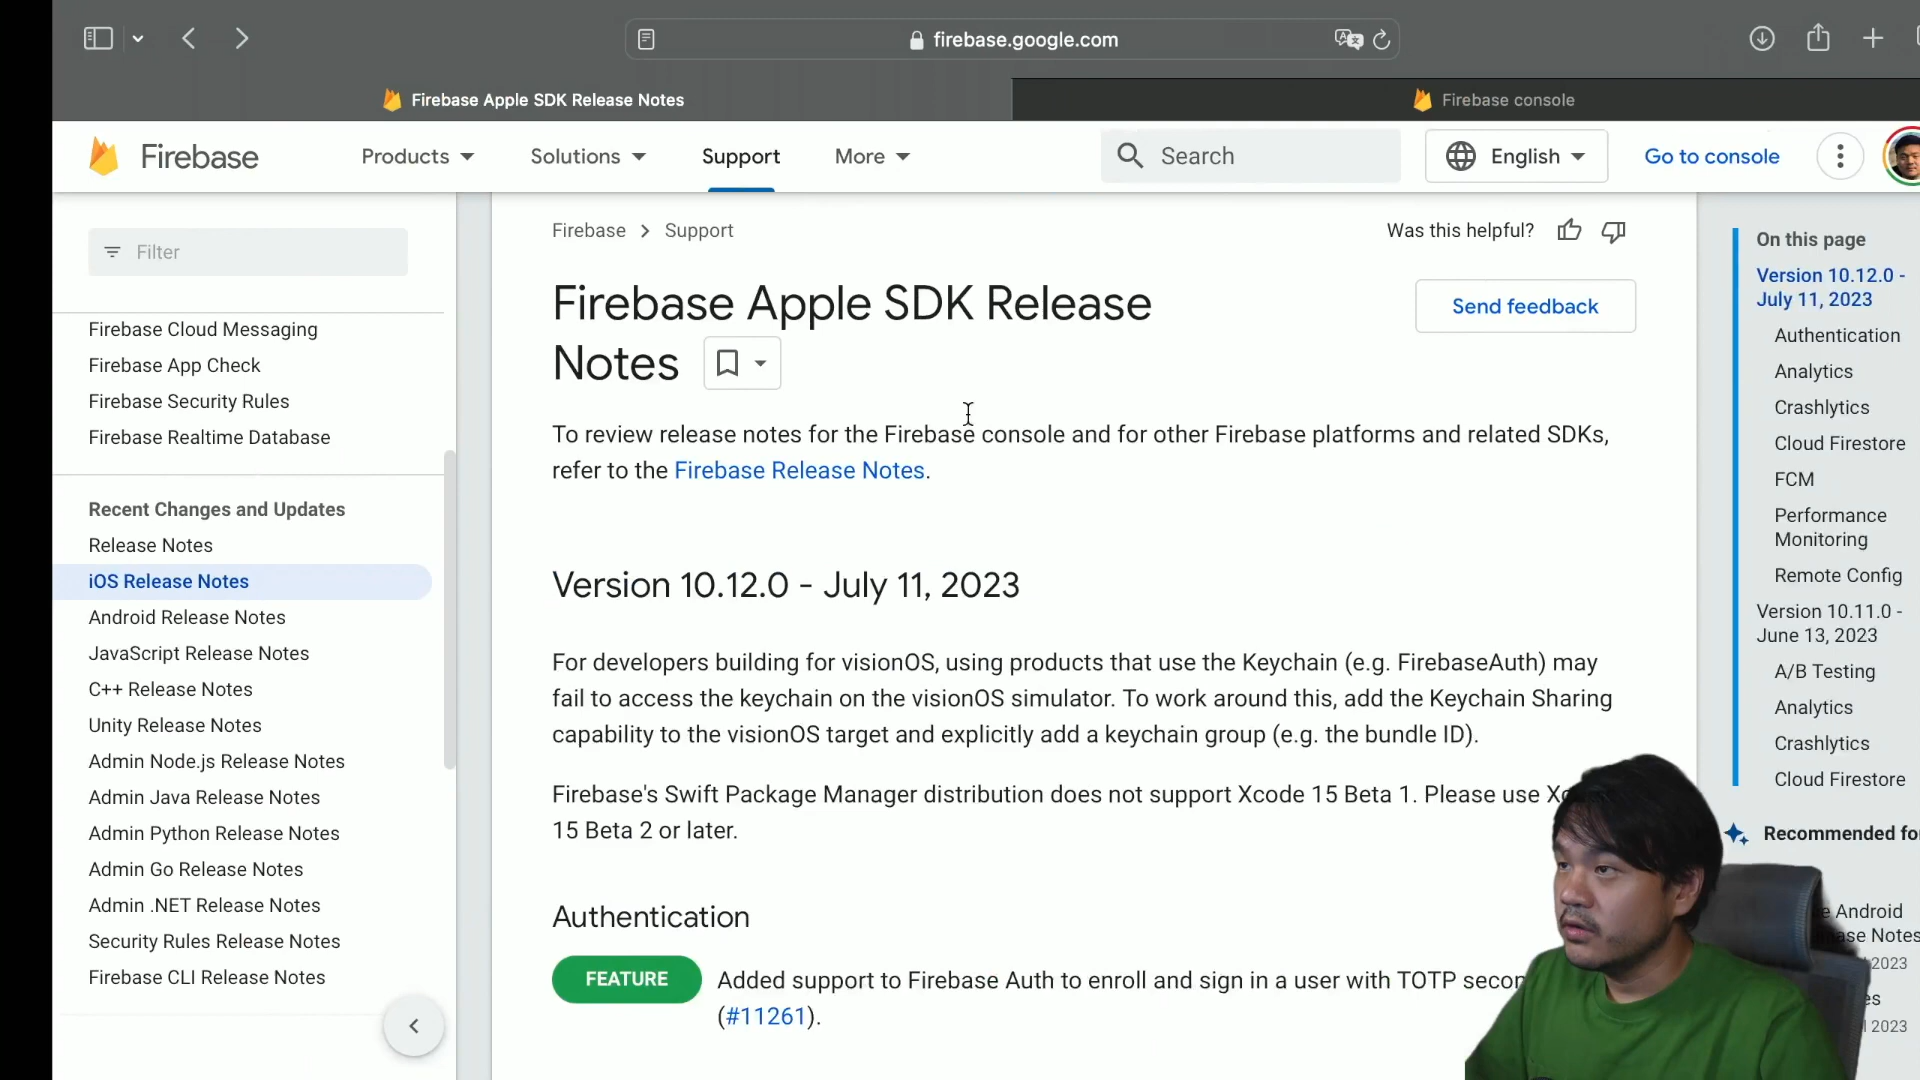 firebase.google.com
Firebase Apple SDK Release Notes
Firebase console
Firebase
Products
Solutions
Support
More
Search
English
Go to console
Filter
Firebase Cloud Messaging
Firebase App Check
Firebase Security Rules
Firebase Realtime Database
Recent Changes and Updates
Release Notes
iOS Release Notes
Android Release Notes
JavaScript Release Notes
C++ Release Notes
Unity Release Notes
Admin Node.js Release Notes
Admin Java Release Notes
Admin Python Release Notes
Admin Go Release Notes
Admin .NET Release Notes
Security Rules Release Notes
Firebase CLI Release Notes
Firebase > Support
Was this helpful?
Firebase Apple SDK Release
Notes
Send feedback
To review release notes for the Firebase console and for other Firebase platforms and related SDKs,
refer to the Firebase Release Notes.
Version 10.12.0 - July 11, 2023
For developers building for visionOS, using products that use the Keychain (e.g. FirebaseAuth) may
fail to access the keychain on the visionOS simulator. To work around this, add the Keychain Sharing
capability to the visionOS target and explicitly add a keychain group (e.g. the bundle ID).
Firebase's Swift Package Manager distribution does not support Xcode 15 Beta 1. Please use
15 Beta 2 or later.
Authentication
FEATURE
Added support to Firebase Auth to enroll and sign in a user with TOTP
(#11261).
On this page
Version 10.12.0 -
July 11, 2023
Authentication
Analytics
Crashlytics
Cloud Firestore
FCM
Performance
Monitoring
Remote Config
Version 10.11.0 -
June 13, 2023
A/B Testing
Analytics
Crashlytics
Cloud Firestore
Recommended
Android
Notes
2023
2023